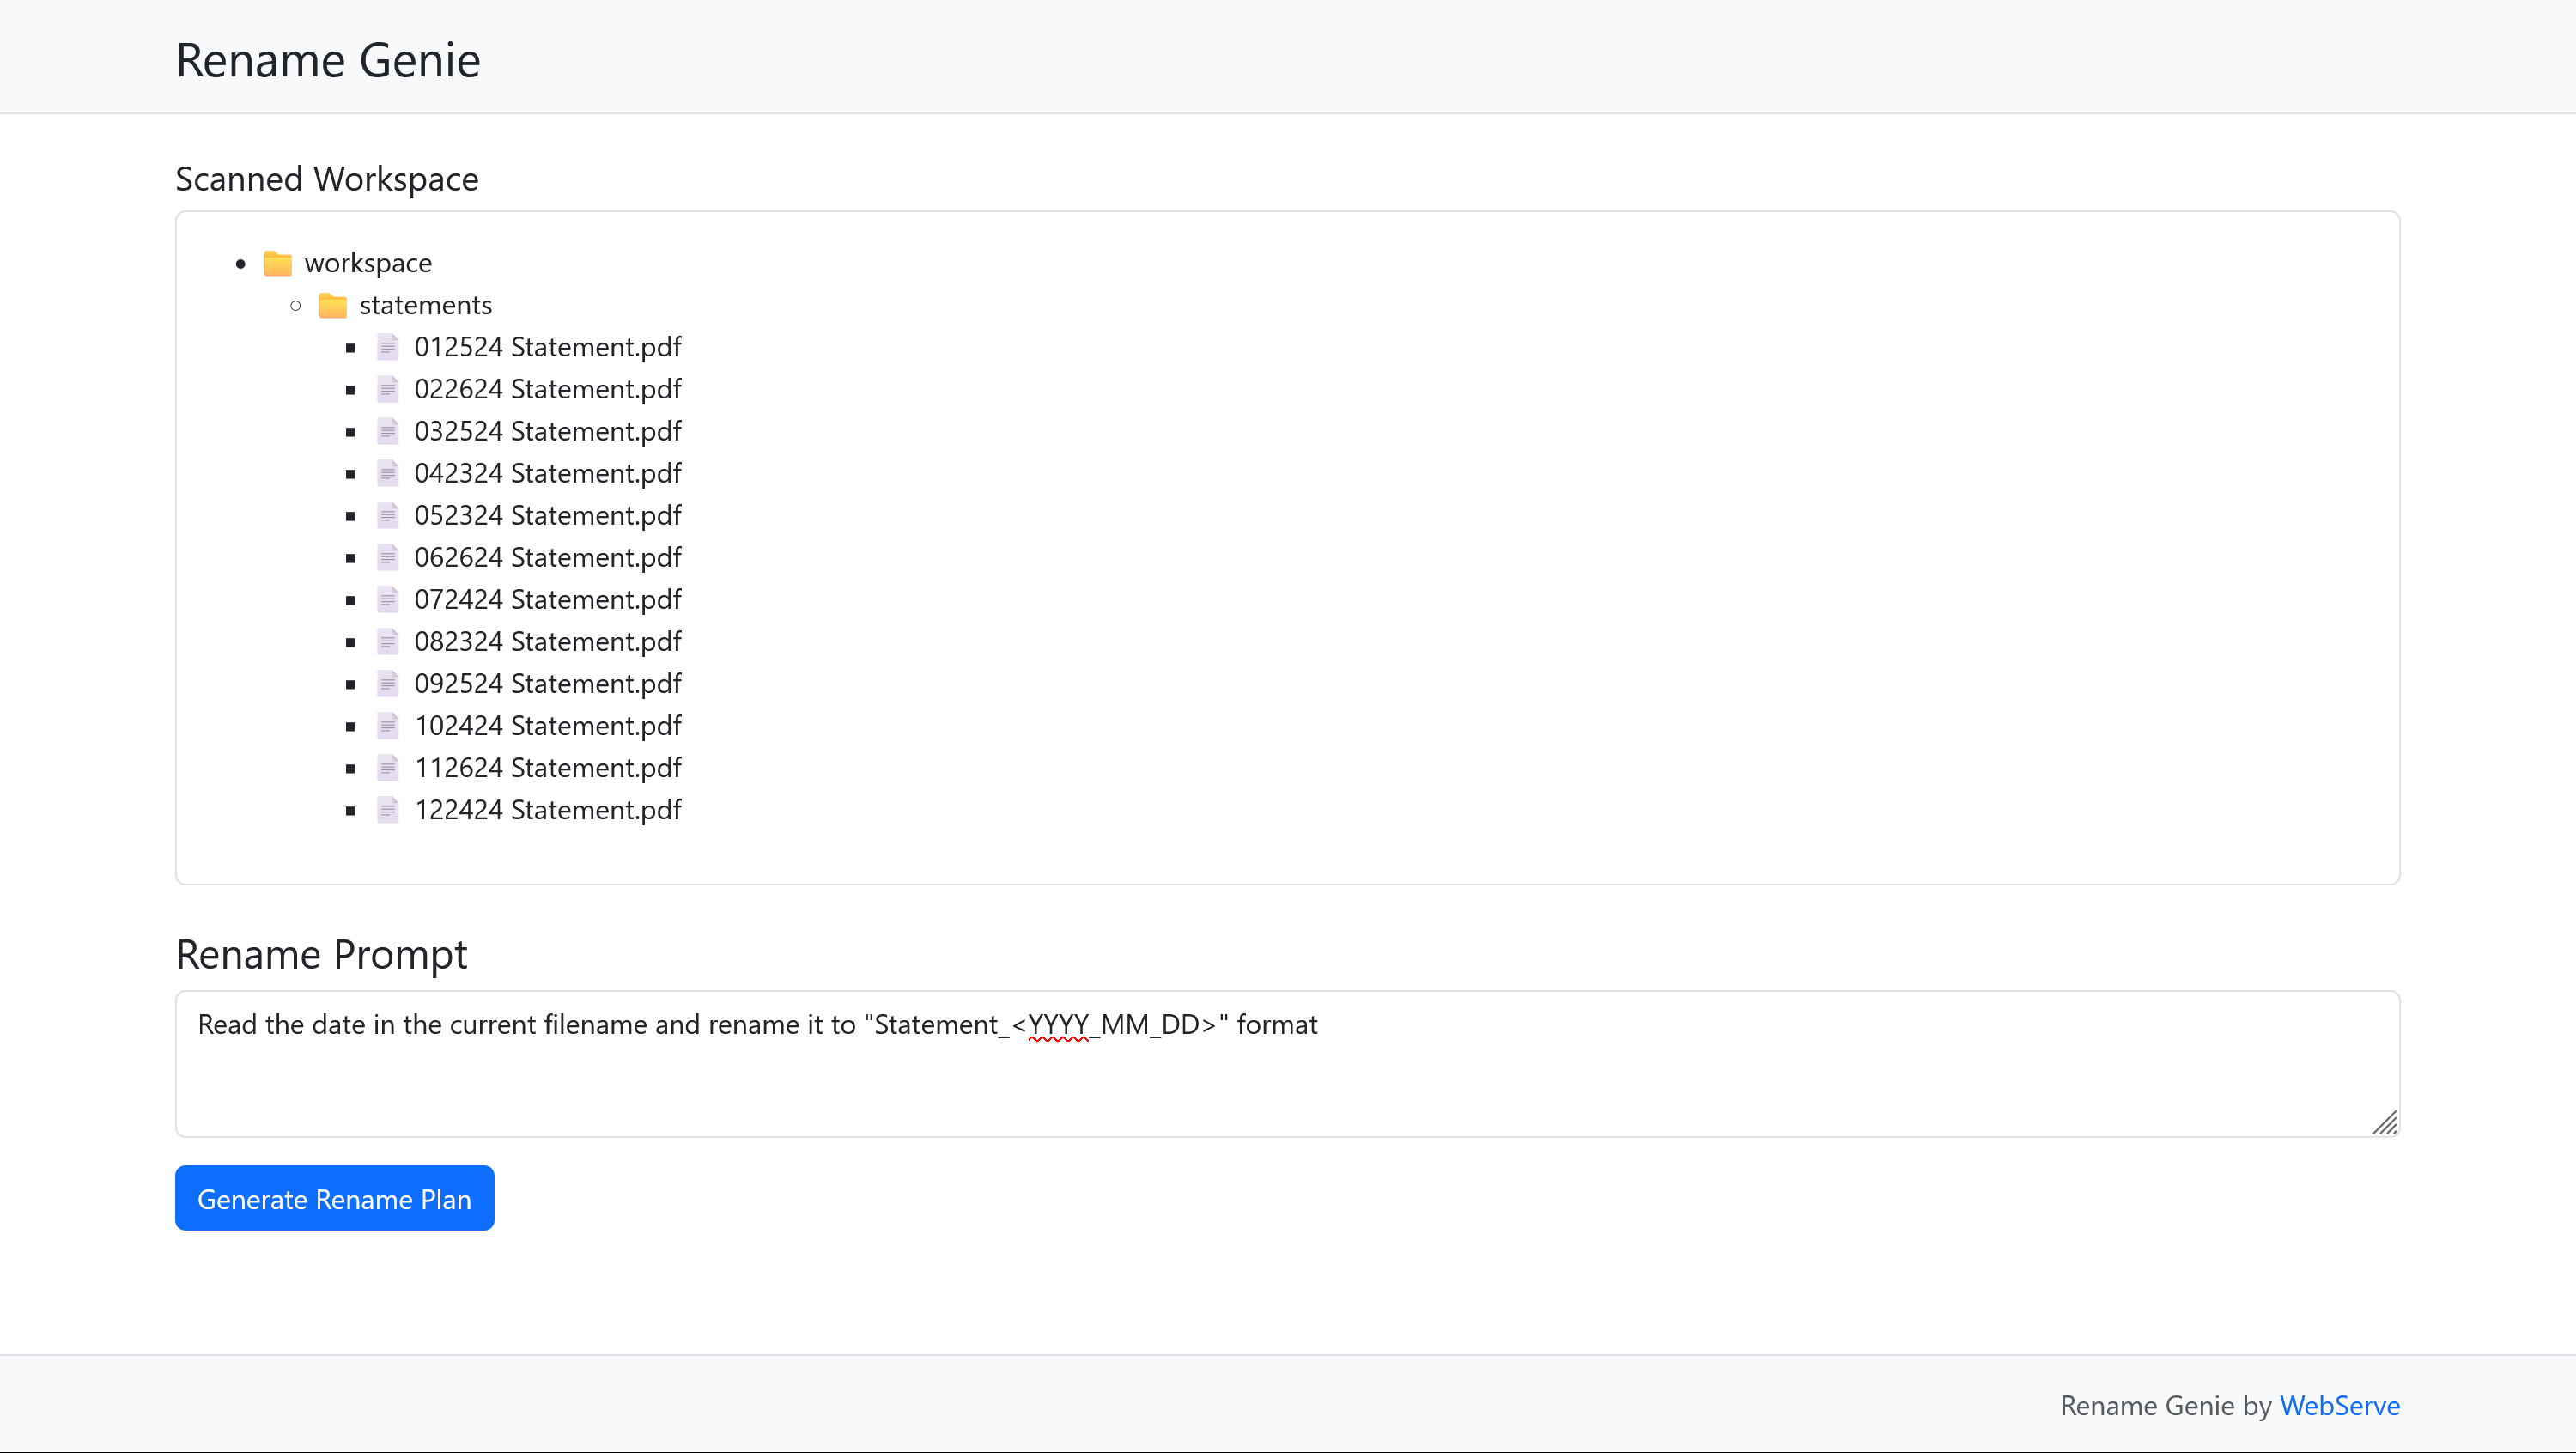 Rename Genie
Scanned Workspace
workspace
statements
012524 Statement.pdf
022624 Statement.pdf
032524 Statement.pdf
042324 Statement.pdf
052324 Statement.pdf
062624 Statement.pdf
072424 Statement.pdf
082324 Statement.pdf
092524 Statement.pdf
102424 Statement.pdf
112624 Statement.pdf
122424 Statement.pdf
Rename Prompt
Read the date in the current filename and rename it to "Statement_<YYYY_MM_DD>" format
Generate Rename Plan
Rename Genie by WebServe